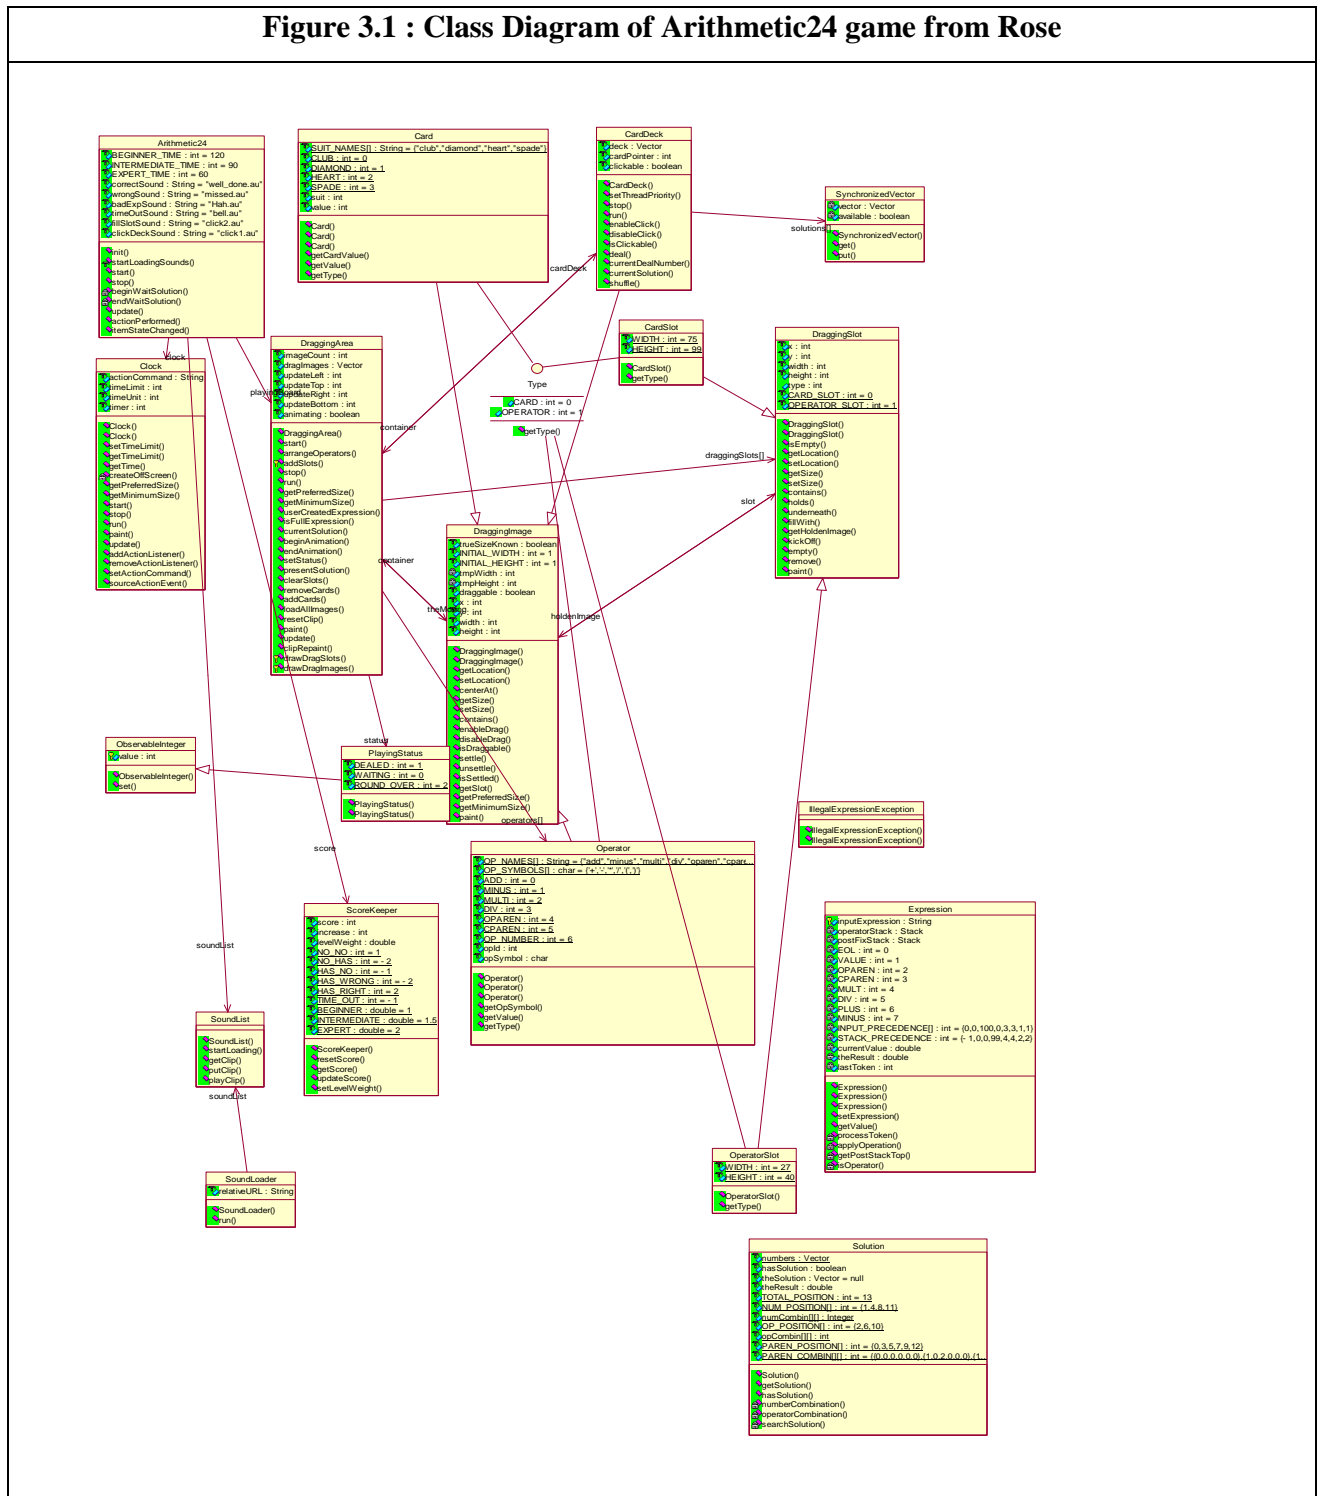 Figure 3.1 : Class Diagram of Arithmetic24 game from Rose
Arithmetic24
BEGINNER_TIME : int = 120
INTERMEDIATE_TIME : int = 90
EXPERT_TIME : int = 60
correctSound : String = "well_done.au"
wrongSound : String = "missed.au"
badExpSound : String = "Hah.au"
timeOutSound : String = "bell.au"
fillSlotSound : String = "click2.au"
clickDeckSound : String = "click1.au"
init()
startLoadingSounds()
start()
stop()
beginWaitSolution()
endWaitSolution()
update()
actionPerformed()
itemStateChanged()
Card
SUIT_NAMES[] : String = {"club","diamond","heart","spade"}
CLUB : int = 0
DIAMOND : int = 1
HEART : int = 2
SPADE : int = 3
suit : int
value : int
Card()
Card()
Card()
getCardValue()
getValue()
getType()
CardDeck
deck : Vector
cardPointer : int
clickable : boolean
CardDeck()
setThreadPriority()
stop()
run()
enableClick()
disableClick()
isClickable()
deal()
currentDealNumber()
currentSolution()
shuffle()
SynchronizedVector
vector : Vector
available : boolean
SynchronizedVector()
get()
put()
solutions[]
cardDeck
CardSlot
WIDTH : int = 75
HEIGHT : int = 99
CardSlot()
getType()
DraggingSlot
x : int
y : int
width : int
height : int
type : int
CARD_SLOT : int = 0
OPERATOR_SLOT : int = 1
DraggingSlot()
DraggingSlot()
isEmpty()
getLocation()
setLocation()
getSize()
setSize()
contains()
holds()
underneath()
fillWith()
getHoldenImage()
kickOff()
empty()
remove()
paint()
clock
Clock
actionCommand : String
timeLimit : int
timeUnit : int
timer : int
Clock()
Clock()
setTimeLimit()
getTimeLimit()
getTime()
createOffScreen()
getPreferredSize()
getMinimumSize()
start()
stop()
run()
paint()
update()
addActionListener()
removeActionListener()
setActionCommand()
sourceActionEvent()
playingBoard
DraggingArea
imageCount : int
dragImages : Vector
updateLeft : int
updateTop : int
updateRight : int
updateBottom : int
animating : boolean
DraggingArea()
start()
arrangeOperators()
addSlots()
stop()
run()
getPreferredSize()
getMinimumSize()
userCreatedExpression()
isFullExpression()
currentSolution()
beginAnimation()
endAnimation()
setStatus()
presentSolution()
clearSlots()
removeCards()
addCards()
loadAllImages()
resetClip()
paint()
update()
clipRepaint()
drawDragSlots()
drawDragImages()
Type
CARD : int = 0
OPERATOR : int = 1
getType()
container
draggingSlots[]
slot
container
holdenImage
DraggingImage
trueSizeKnown : boolean
INITIAL_WIDTH : int = 1
INITIAL_HEIGHT : int = 1
tmpWidth : int
tmpHeight : int
draggable : boolean
x : int
y : int
width : int
height : int
DraggingImage()
DraggingImage()
getLocation()
setLocation()
centerAt()
getSize()
setSize()
contains()
enableDrag()
disableDrag()
isDraggable()
settle()
unsettle()
isSettled()
getSlot()
getPreferredSize()
getMinimumSize()
paint()
status
ObservableInteger
value : int
ObservableInteger()
set()
PlayingStatus
DEALED : int = 1
WAITING : int = 0
ROUND_OVER : int = 2
PlayingStatus()
PlayingStatus()
operators[]
IllegalExpressionException
IllegalExpressionException()
IllegalExpressionException()
score
Operator
OP_NAMES[] : String = {"add","minus","multi","div","oparen","cpare...
OP_SYMBOLS[] : char = {'+','-','*','/','(',')'}
ADD : int = 0
MINUS : int = 1
MULTI : int = 2
DIV : int = 3
OPAREN : int = 4
CPAREN : int = 5
OP_NUMBER : int = 6
opId : int
opSymbol : char
Operator()
Operator()
Operator()
getOpSymbol()
getValue()
getType()
ScoreKeeper
score : int
increase : int
levelWeight : double
NO_NO : int = 1
NO_HAS : int = - 2
HAS_NO : int = - 1
HAS_WRONG : int = - 2
HAS_RIGHT : int = 2
TIME_OUT : int = - 1
BEGINNER : double = 1
INTERMEDIATE : double = 1.5
EXPERT : double = 2
ScoreKeeper()
resetScore()
getScore()
updateScore()
setLevelWeight()
Expression
inputExpression : String
operatorStack : Stack
postFixStack : Stack
EOL : int = 0
VALUE : int = 1
OPAREN : int = 2
CPAREN : int = 3
MULT : int = 4
DIV : int = 5
PLUS : int = 6
MINUS : int = 7
INPUT_PRECEDENCE[] : int = {0,0,100,0,3,3,1,1}
STACK_PRECEDENCE : int = {- 1,0,0,99,4,4,2,2}
currentValue : double
theResult : double
lastToken : int
Expression()
Expression()
Expression()
setExpression()
getValue()
processToken()
applyOperation()
getPostStackTop()
isOperator()
soundList
SoundList
SoundList()
startLoading()
getClip()
putClip()
playClip()
soundList
SoundLoader
relativeURL : String
SoundLoader()
run()
OperatorSlot
WIDTH : int = 27
HEIGHT : int = 40
OperatorSlot()
getType()
Solution
numbers : Vector
hasSolution : boolean
theSolution : Vector = null
theResult : double
TOTAL_POSITION : int = 13
NUM_POSITION[] : int = {1,4,8,11}
numCombin[][] : Integer
OP_POSITION[] : int = {2,6,10}
opCombin[][] : int
PAREN_POSITION[] : int = {0,3,5,7,9,12}
PAREN_COMBIN[][] : int = {{0,0,0,0,0,0},{1,0,2,0,0,0},{1...
Solution()
getSolution()
hasSolution()
numberCombination()
operatorCombination()
searchSolution()